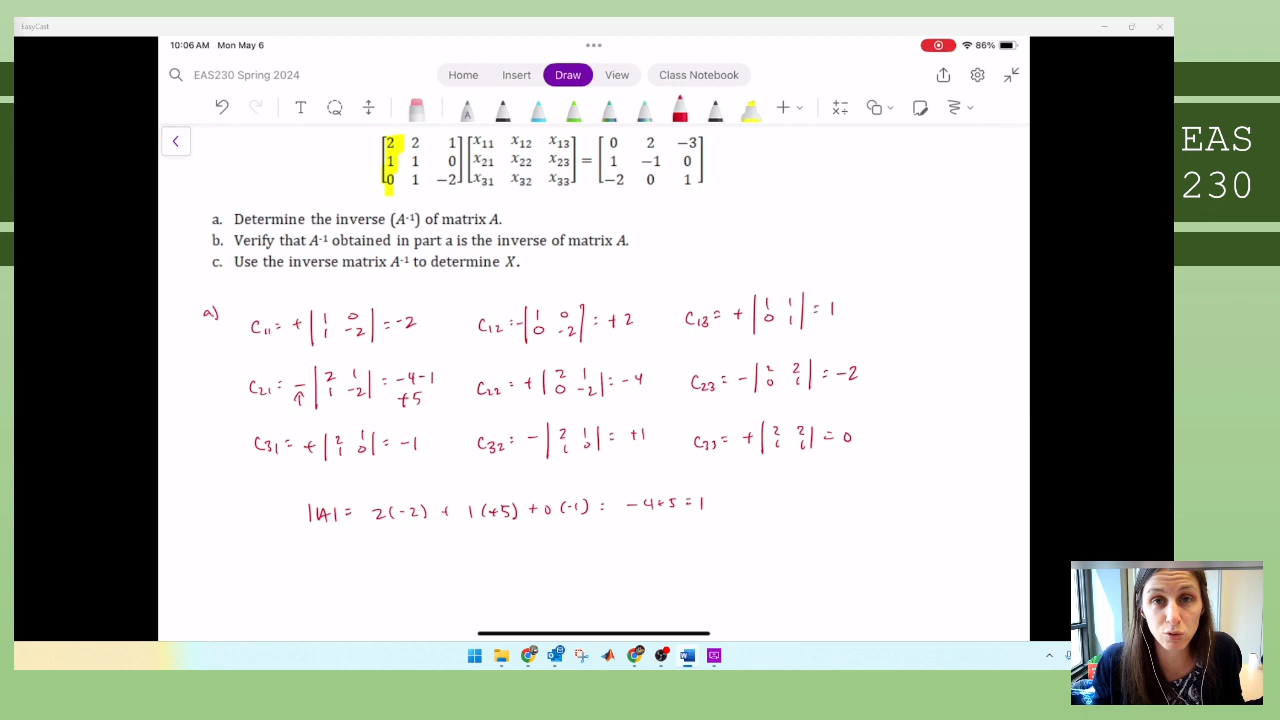 EasyCast
10:06 AM Mon May 6
86%
EAS230 Spring 2024
Home Insert Draw View Class Notebook
T
A
EAS
230
[2 2 1] [x₁₁ x₁₂ x₁₃] [0 2 −3]
[1 1 0] [x₂₁ x₂₂ x₂₃] = [1 −1 0]
[0 1 −2] [x₃₁ x₃₂ x₃₃] [−2 0 1]
a. Determine the inverse (A⁻¹) of matrix A.
b. Verify that A⁻¹ obtained in part a is the inverse of matrix A.
c. Use the inverse matrix A⁻¹ to determine X.
a) C₁₁ = + |1 0; 1 -2| = -2 C₁₂ = - |1 0; 0 -2| = +2 C₁₃ = + |1 1; 0 1| = 1
C₂₁ = - |2 1; 1 -2| = -4-1 C₂₂ = + |2 1; 0 -2| = -4 C₂₃ = - |2 2; 0 1| = -2
↑ +5
C₃₁ = + |2 1; 1 0| = -1 C₃₂ = - |2 1; 1 0| = +1 C₃₃ = + |2 2; 1 1| = 0
|A| = 2(-2) + 1(+5) + 0(-1) = -4+5 = 1